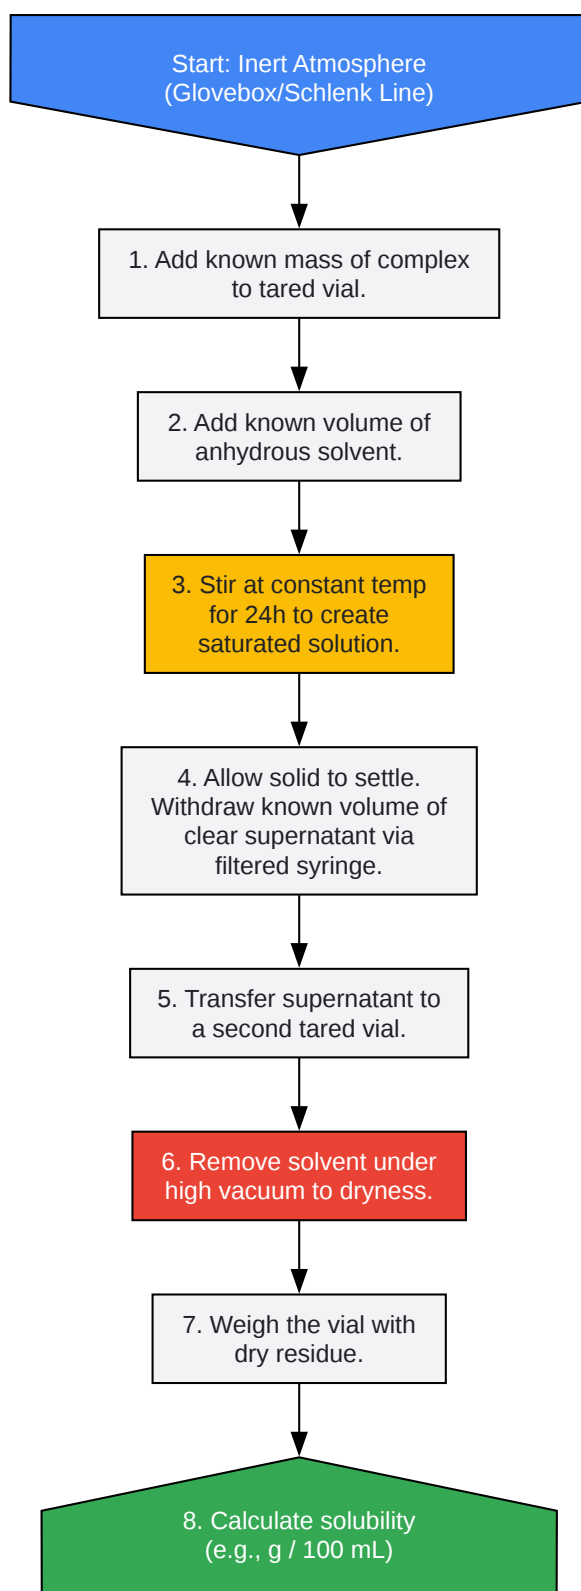 Start: Inert Atmosphere
(Glovebox/Schlenk Line)
1. Add known mass of complex
to tared vial.
2. Add known volume of
anhydrous solvent.
3. Stir at constant temp
for 24h to create
saturated solution.
4. Allow solid to settle.
Withdraw known volume of
clear supernatant via
filtered syringe.
5. Transfer supernatant to
a second tared vial.
6. Remove solvent under
high vacuum to dryness.
7. Weigh the vial with
dry residue.
8. Calculate solubility
(e.g., g / 100 mL)